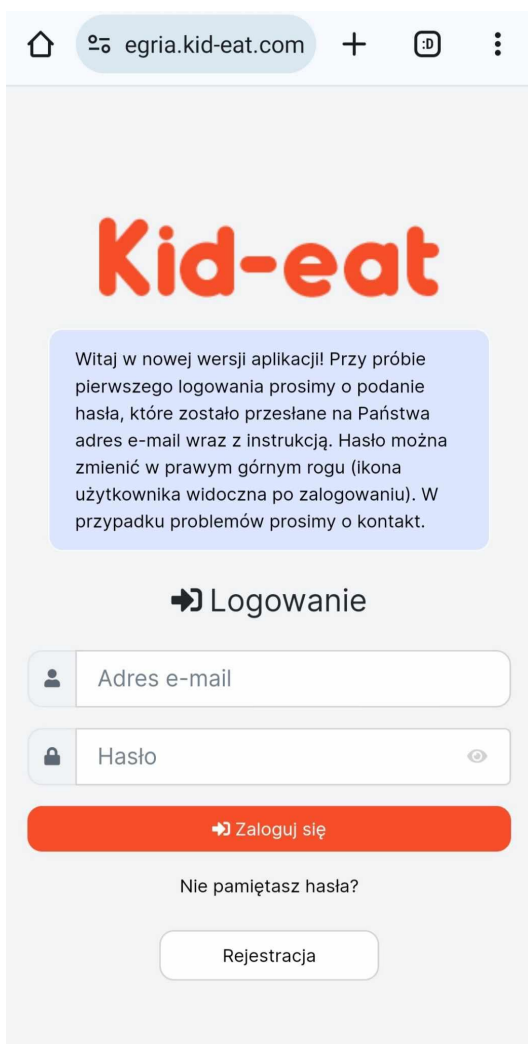 egria.kid-eat.com
:D
Kid-eat
Witaj w nowej wersji aplikacji! Przy próbie
pierwszego logowania prosimy o podanie
hasła, które zostało przesłane na Państwa
adres e-mail wraz z instrukcją. Hasło można
zmienić w prawym górnym rogu (ikona
użytkownika widoczna po zalogowaniu). W
przypadku problemów prosimy o kontakt.
Logowanie
Adres e-mail
Hasło
Zaloguj się
Nie pamiętasz hasła?
Rejestracja